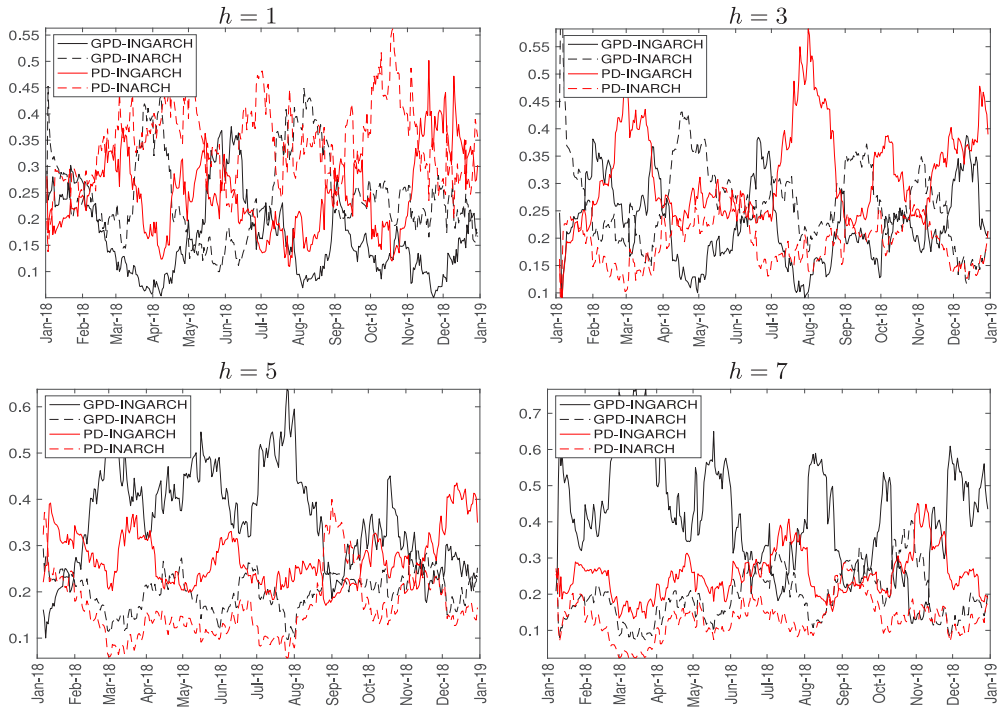 h = 1
0.55
0.5
0.45
0.4
0.35
0.3
0.25
0.2
0.15
0.1
GPD-INGARCH
GPD-INARCH
PD-INGARCH
PD-INARCH
Jan-18
Feb-18
Mar-18
Apr-18
May-18
Jun-18
Jul-18
Aug-18
Sep-18
Oct-18
Nov-18
Dec-18
Jan-19
h = 3
0.55
0.5
0.45
0.4
0.35
0.3
0.25
0.2
0.15
0.1
GPD-INGARCH
GPD-INARCH
PD-INGARCH
PD-INARCH
Jan-18
Feb-18
Mar-18
Apr-18
May-18
Jun-18
Jul-18
Aug-18
Sep-18
Oct-18
Nov-18
Dec-18
Jan-19
h = 5
0.6
0.5
0.4
0.3
0.2
0.1
GPD-INGARCH
GPD-INARCH
PD-INGARCH
PD-INARCH
Jan-18
Feb-18
Mar-18
Apr-18
May-18
Jun-18
Jul-18
Aug-18
Sep-18
Oct-18
Nov-18
Dec-18
Jan-19
h = 7
0.7
0.6
0.5
0.4
0.3
0.2
0.1
GPD-INGARCH
GPD-INARCH
PD-INGARCH
PD-INARCH
Jan-18
Feb-18
Mar-18
Apr-18
May-18
Jun-18
Jul-18
Aug-18
Sep-18
Oct-18
Nov-18
Dec-18
Jan-19